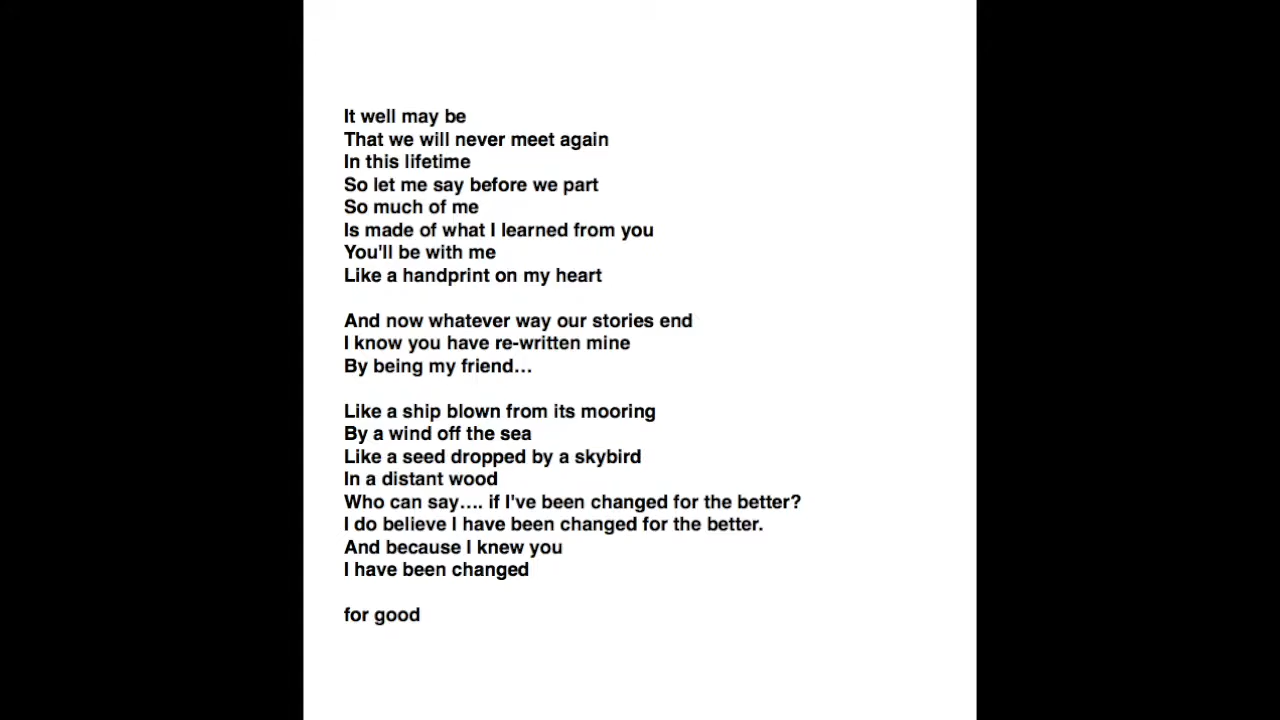 It well may be
That we will never meet again
In this lifetime
So let me say before we part
So much of me
Is made of what I learned from you
You'll be with me
Like a handprint on my heart
And now whatever way our stories end
I know you have re-written mine
By being my friend…
Like a ship blown from its mooring
By a wind off the sea
Like a seed dropped by a skybird
In a distant wood
Who can say…. if I've been changed for the better?
I do believe I have been changed for the better.
And because I knew you
I have been changed
for good